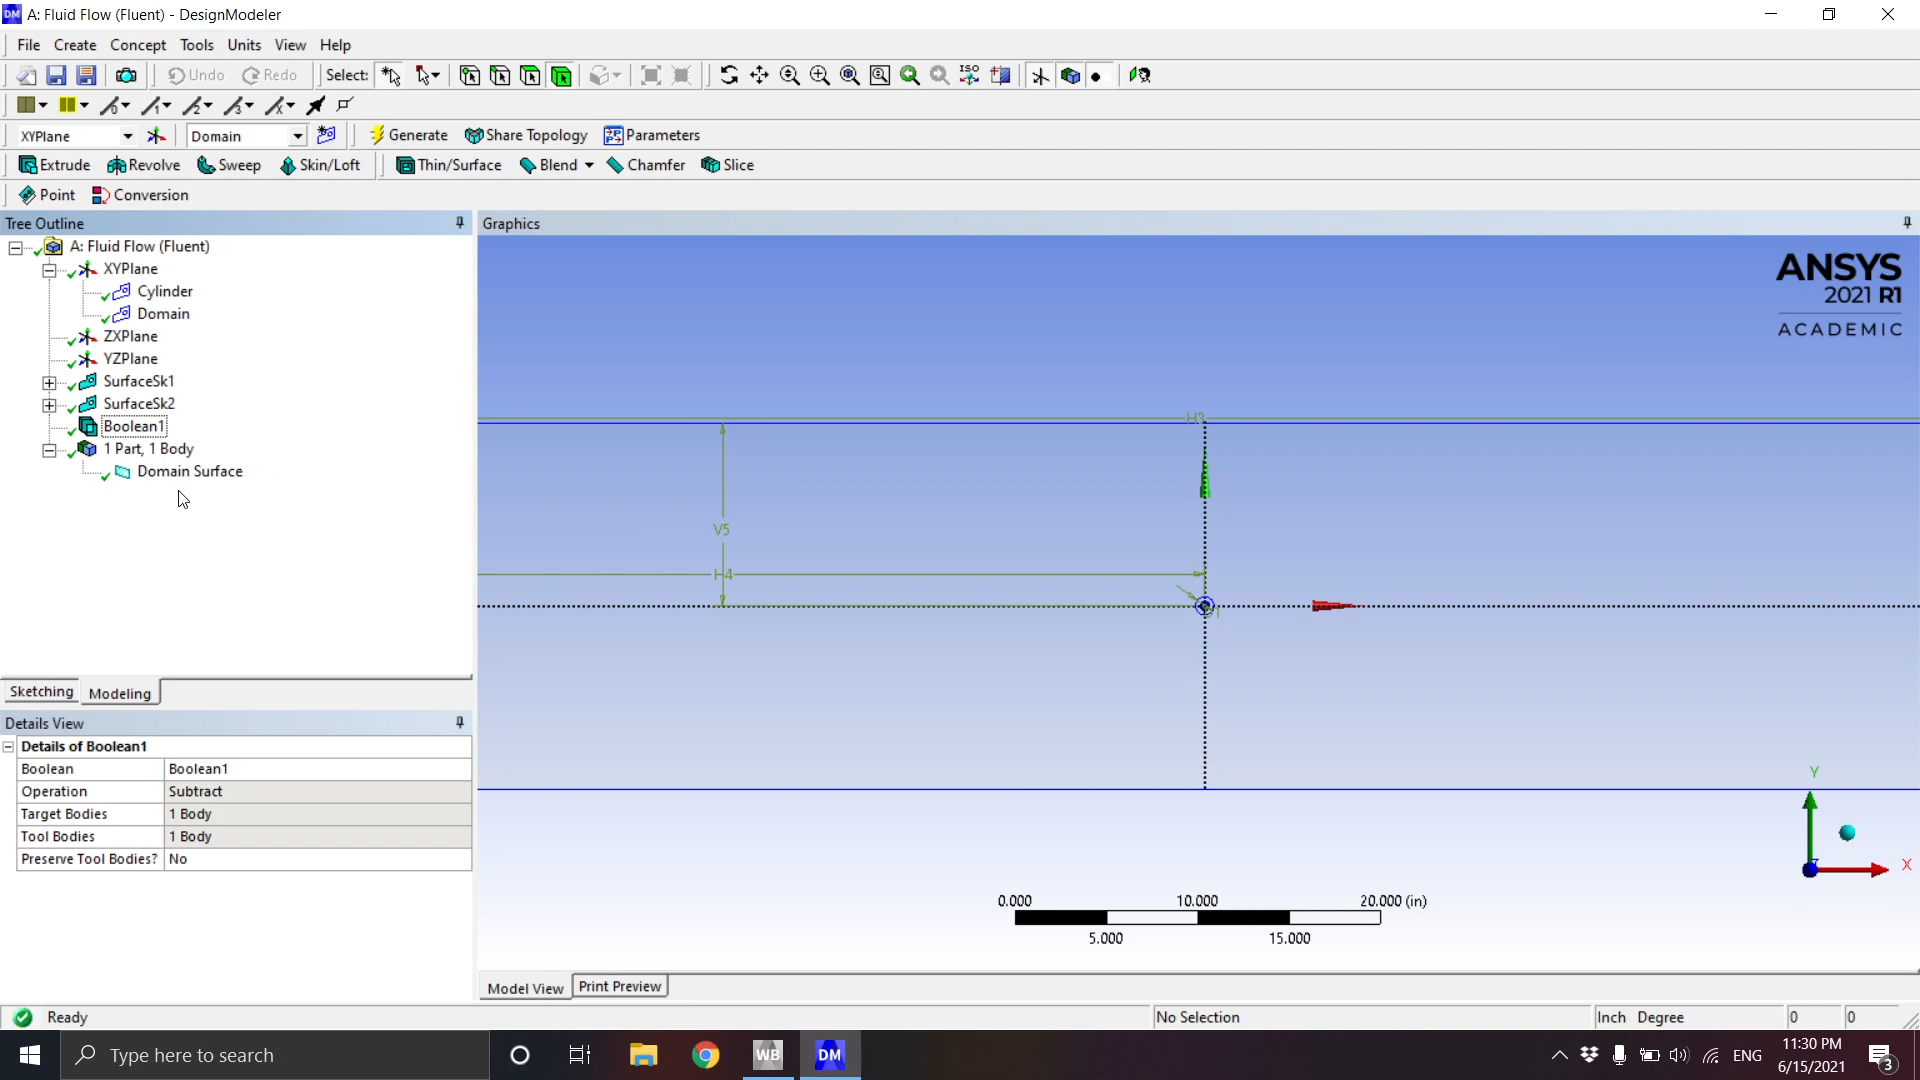 A: Fluid Flow (Fluent) - DesignModeler
File Create Concept Tools Units View Help
Undo Redo Select:
XYPlane Domain Generate Share Topology Parameters
Extrude Revolve Sweep Skin/Loft Thin/Surface Blend Chamfer Slice
Point Conversion
Tree Outline
A: Fluid Flow (Fluent)
XYPlane
Cylinder
Domain
ZXPlane
YZPlane
SurfaceSk1
SurfaceSk2
Boolean1
1 Part, 1 Body
Domain Surface
Sketching Modeling
Details View
Details of Boolean1
Boolean Boolean1
Operation Subtract
Target Bodies 1 Body
Tool Bodies 1 Body
Preserve Tool Bodies? No
Graphics
ANSYS
2021 R1
ACADEMIC
H3
V5
H4
Y
X
0.000 10.000 20.000 (in)
5.000 15.000
Model View Print Preview
Ready No Selection Inch Degree 0 0
Type here to search
WB DM
ENG
11:30 PM
6/15/2021
3